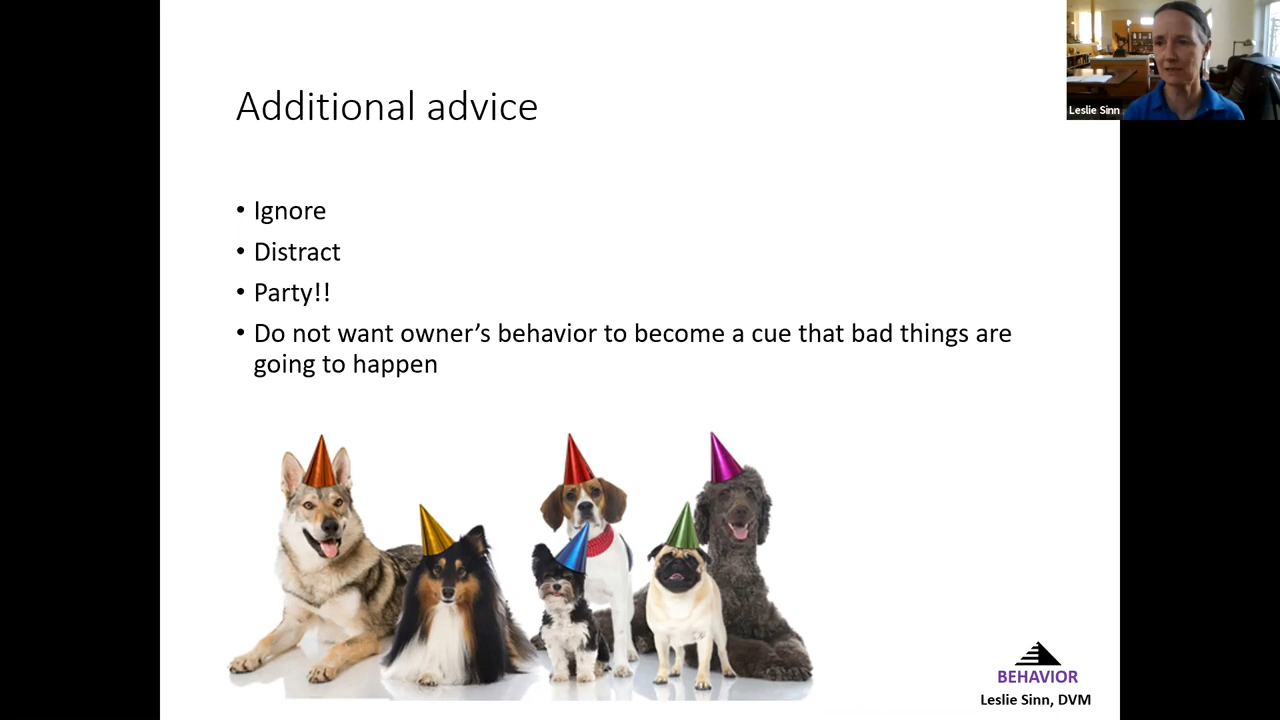 Additional advice
• Ignore
• Distract
• Party!!
• Do not want owner’s behavior to become a cue that bad things are
going to happen
BEHAVIOR
Leslie Sinn, DVM
Leslie Sinn